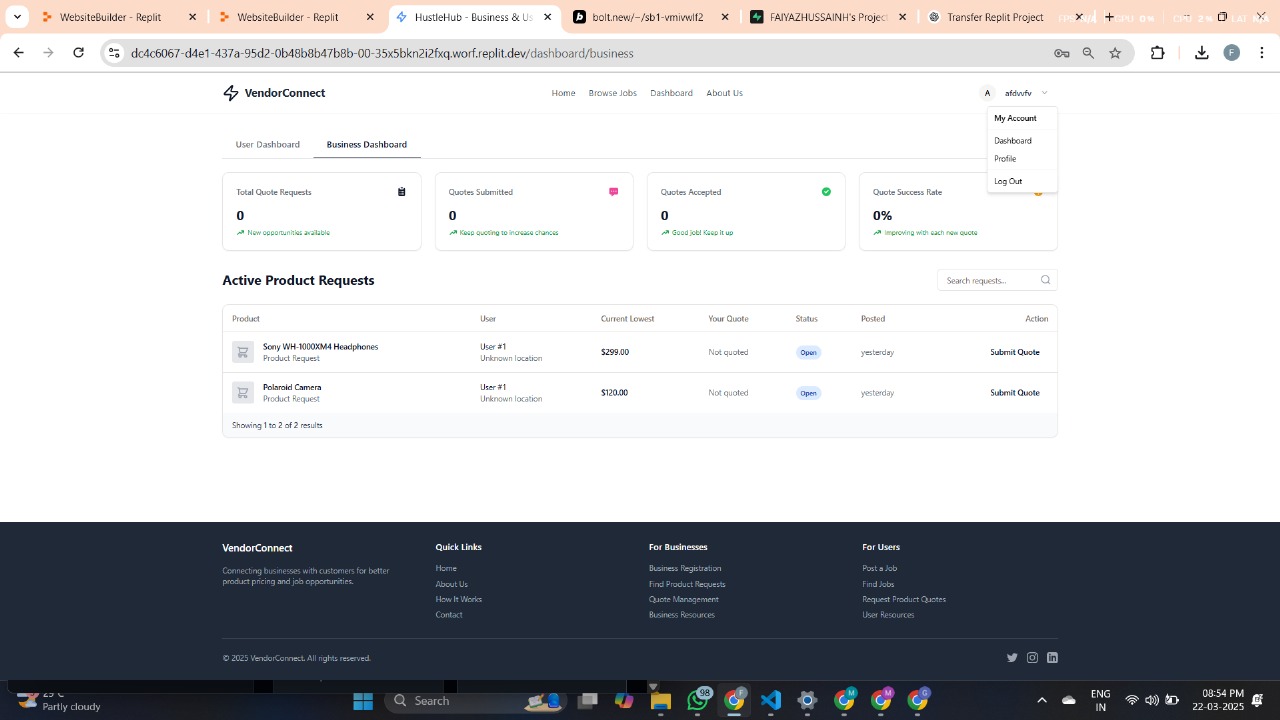 WebsiteBuilder - Replit
WebsiteBuilder - Replit
HustleHub - Business & Us
bolt.new/~/sb1-vmivwlf2
FAIYAZHUSSAINH's Project
Transfer Replit Project
GPU 0%
CPU 2%
LAT N/A
dc4c6067-d4e1-437a-95d2-0b48b8b47b8b-00-35x5bkn2i2fxq.worf.replit.dev/dashboard/business
F
VendorConnect
Home
Browse Jobs
Dashboard
About Us
A
afdvvfv
My Account
Dashboard
Profile
Log Out
User Dashboard
Business Dashboard
Total Quote Requests
0
New opportunities available
Quotes Submitted
0
Keep quoting to increase chances
Quotes Accepted
0
Good job! Keep it up
Quote Success Rate
0%
Improving with each new quote
Active Product Requests
Search requests...
Product User Current Lowest Your Quote Status Posted Action
Sony WH-1000XM4 Headphones User #1 $299.00 Not quoted Open yesterday Submit Quote
Product Request Unknown location
Polaroid Camera User #1 $120.00 Not quoted Open yesterday Submit Quote
Product Request Unknown location
Showing 1 to 2 of 2 results
VendorConnect
Connecting businesses with customers for better
product pricing and job opportunities.
Quick Links
Home
About Us
How It Works
Contact
For Businesses
Business Registration
Find Product Requests
Quote Management
Business Resources
For Users
Post a Job
Find Jobs
Request Product Quotes
User Resources
© 2025 VendorConnect. All rights reserved.
29°C
Partly cloudy
Search
98
F
M
M
G
ENG
IN
08:54 PM
22-03-2025